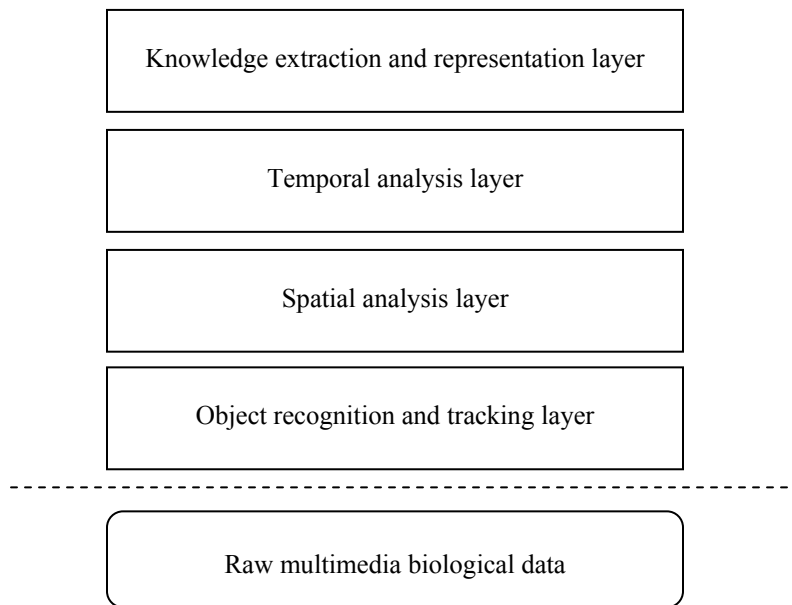 Knowledge extraction and representation layer
Temporal analysis layer
Spatial analysis layer
Object recognition and tracking layer
Raw multimedia biological data